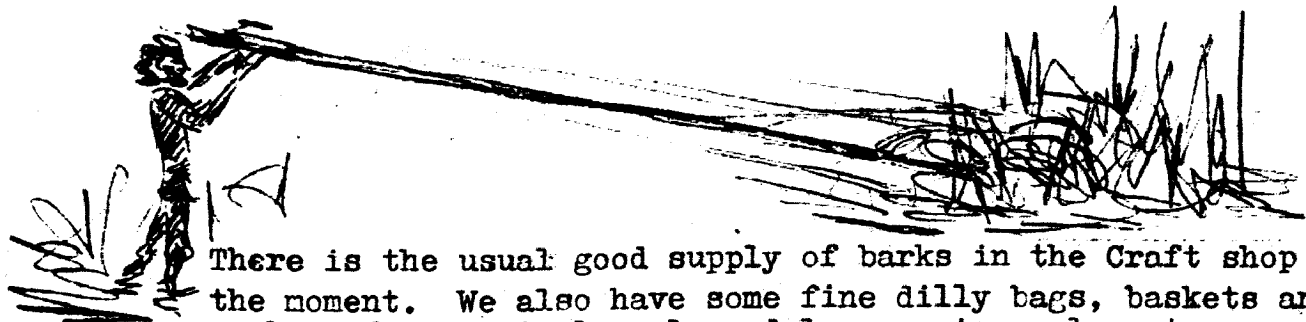 There is the usual good supply of barks in the Craft shop
the moment. We also have some fine dilly bags, baskets